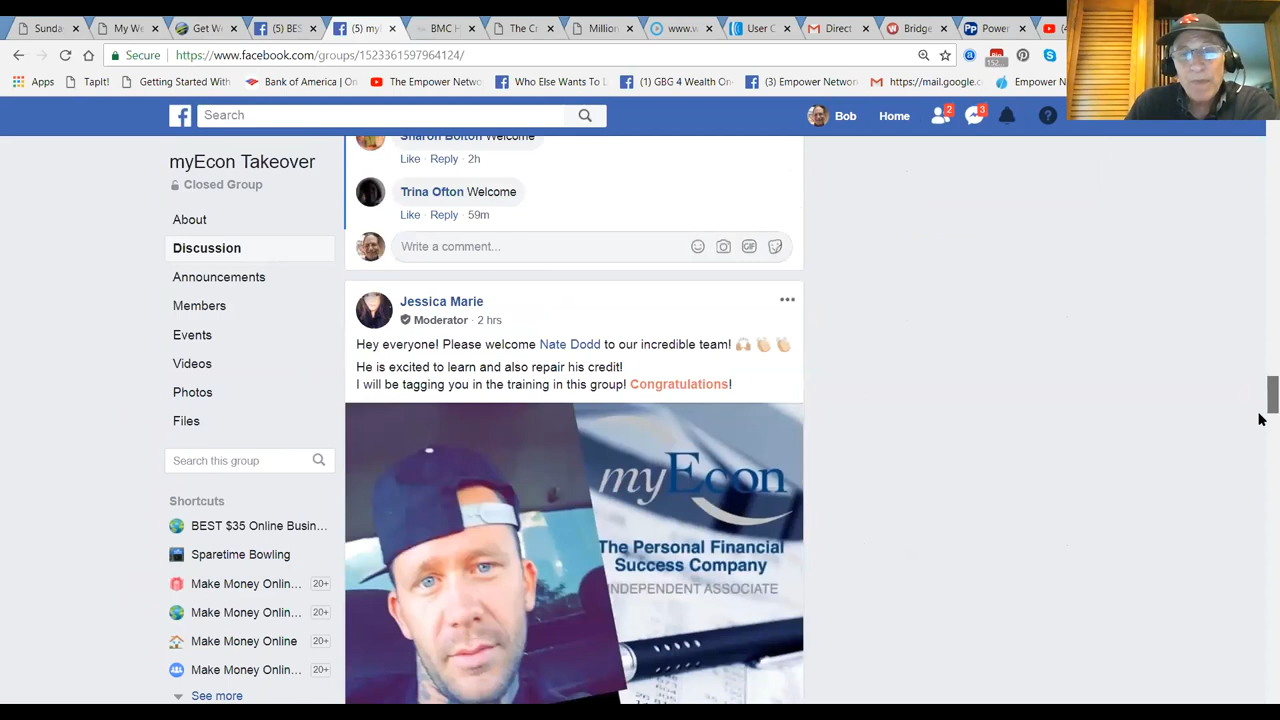 Sunda
My We
Get We
(5) BES
(5) my
BMC H
The Cr
Million
www.v
User C
Direct
Bridge
Power
Secure
https://www.facebook.com/groups/1523361597954124/
Apps
TapIt!
Getting Started With
Bank of America | On
The Empower Netwo
Who Else Wants To L
(1) GBG 4 Wealth O
(3) Empower Networ
https://mail.google.c
Empower N
Search
Bob
Home
2
3
myEcon Takeover
Closed Group
About
Discussion
Announcements
Members
Events
Videos
Photos
Files
Search this group
Shortcuts
BEST $35 Online Busin...
Sparetime Bowling
Make Money Onlin... 20+
Make Money Onlin... 20+
Make Money Online 20+
Make Money Onlin... 20+
See more
Sharon Bolton Welcome
Like · Reply · 2h
Trina Ofton Welcome
Like · Reply · 59m
Write a comment...
GIF
Jessica Marie
Moderator · 2 hrs
Hey everyone! Please welcome Nate Dodd to our incredible team!
He is excited to learn and also repair his credit!
I will be tagging you in the training in this group! Congratulations!
myEcon
The Personal Financial
Success Company
INDEPENDENT ASSOCIATE